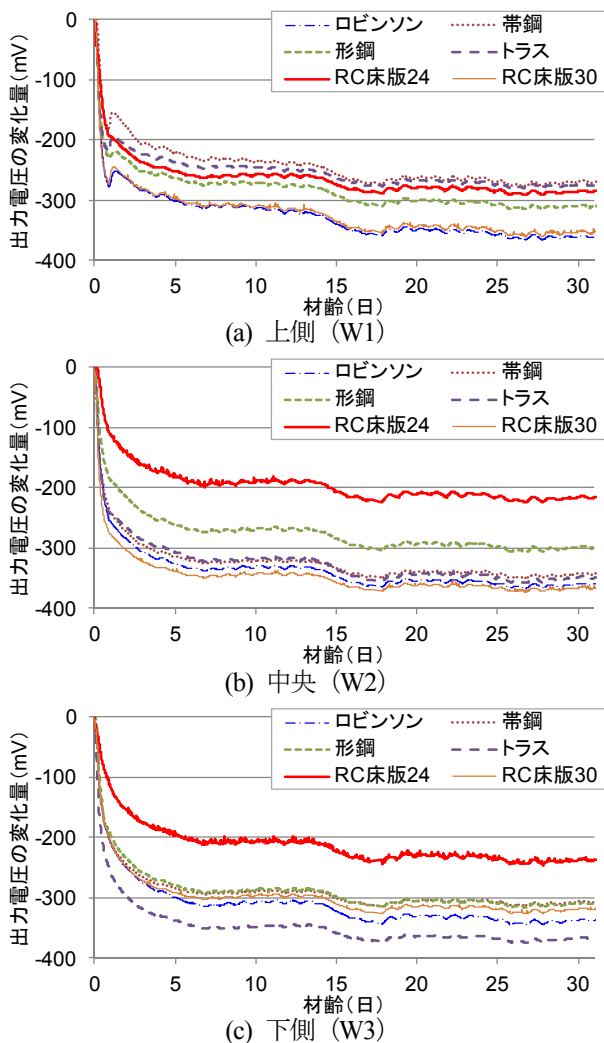 ロビンソン 帯鋼
形鋼 トラス
RC床版24 RC床版30
出力電圧の変化量(mV)
0
-100
-200
-300
-400
0 5 10 15 20 25 30
材齢(日)
(a) 上側 (W1)
ロビンソン 帯鋼
形鋼 トラス
RC床版24 RC床版30
出力電圧の変化量(mV)
0
-100
-200
-300
-400
0 5 10 15 20 25 30
材齢(日)
(b) 中央 (W2)
ロビンソン 帯鋼
形鋼 トラス
RC床版24 RC床版30
出力電圧の変化量(mV)
0
-100
-200
-300
-400
0 5 10 15 20 25 30
材齢(日)
(c) 下側 (W3)